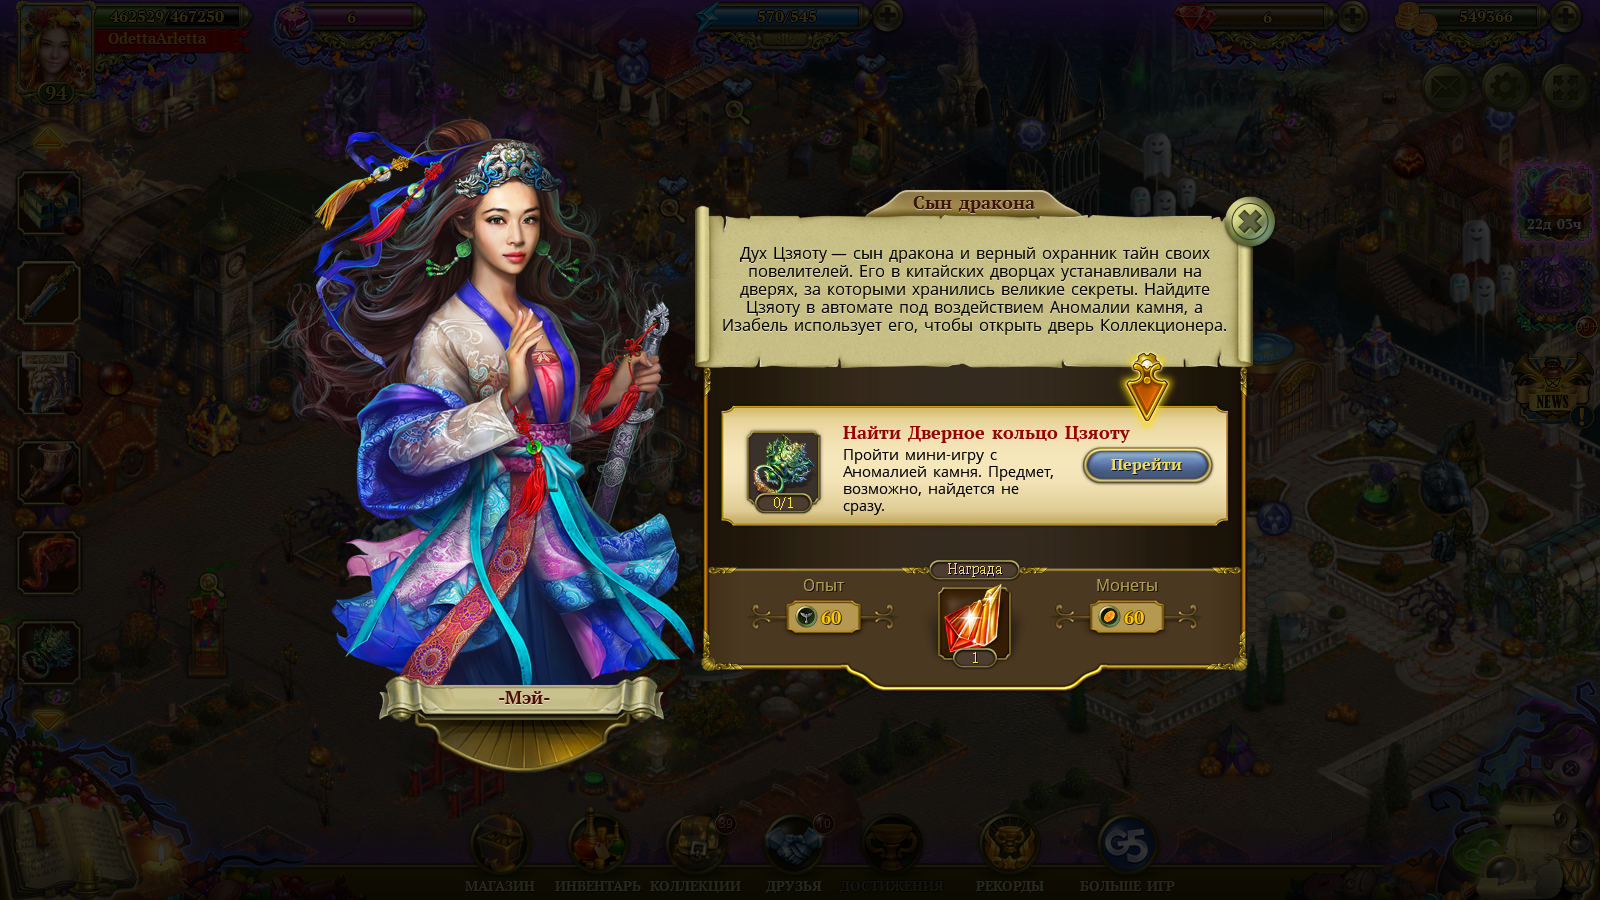 462529/467250
6
570/545
6
549366
OdettaArletta
94
22д 03ч
Сын дракона
Дух Цзяоту — сын дракона и верный охранник тайн своих
повелителей. Его в китайских дворцах устанавливали на
дверях, за которыми хранились великие секреты. Найдите
Цзяоту в автомате под воздействием Аномалии камня, а
Изабель использует его, чтобы открыть дверь Коллекционера.
NEWS
Найти Дверное кольцо Цзяоту
Пройти мини-игру с
Аномалией камня. Предмет,
возможно, найдется не
сразу.
0/1
Перейти
Награда
Опыт
60
1
Монеты
60
-Мэй-
10
G5
МАГАЗИН
ИНВЕНТАРЬ
КОЛЛЕКЦИИ
ДРУЗЬЯ
ДОСТИЖЕНИЯ
РЕКОРДЫ
БОЛЬШЕ ИГР